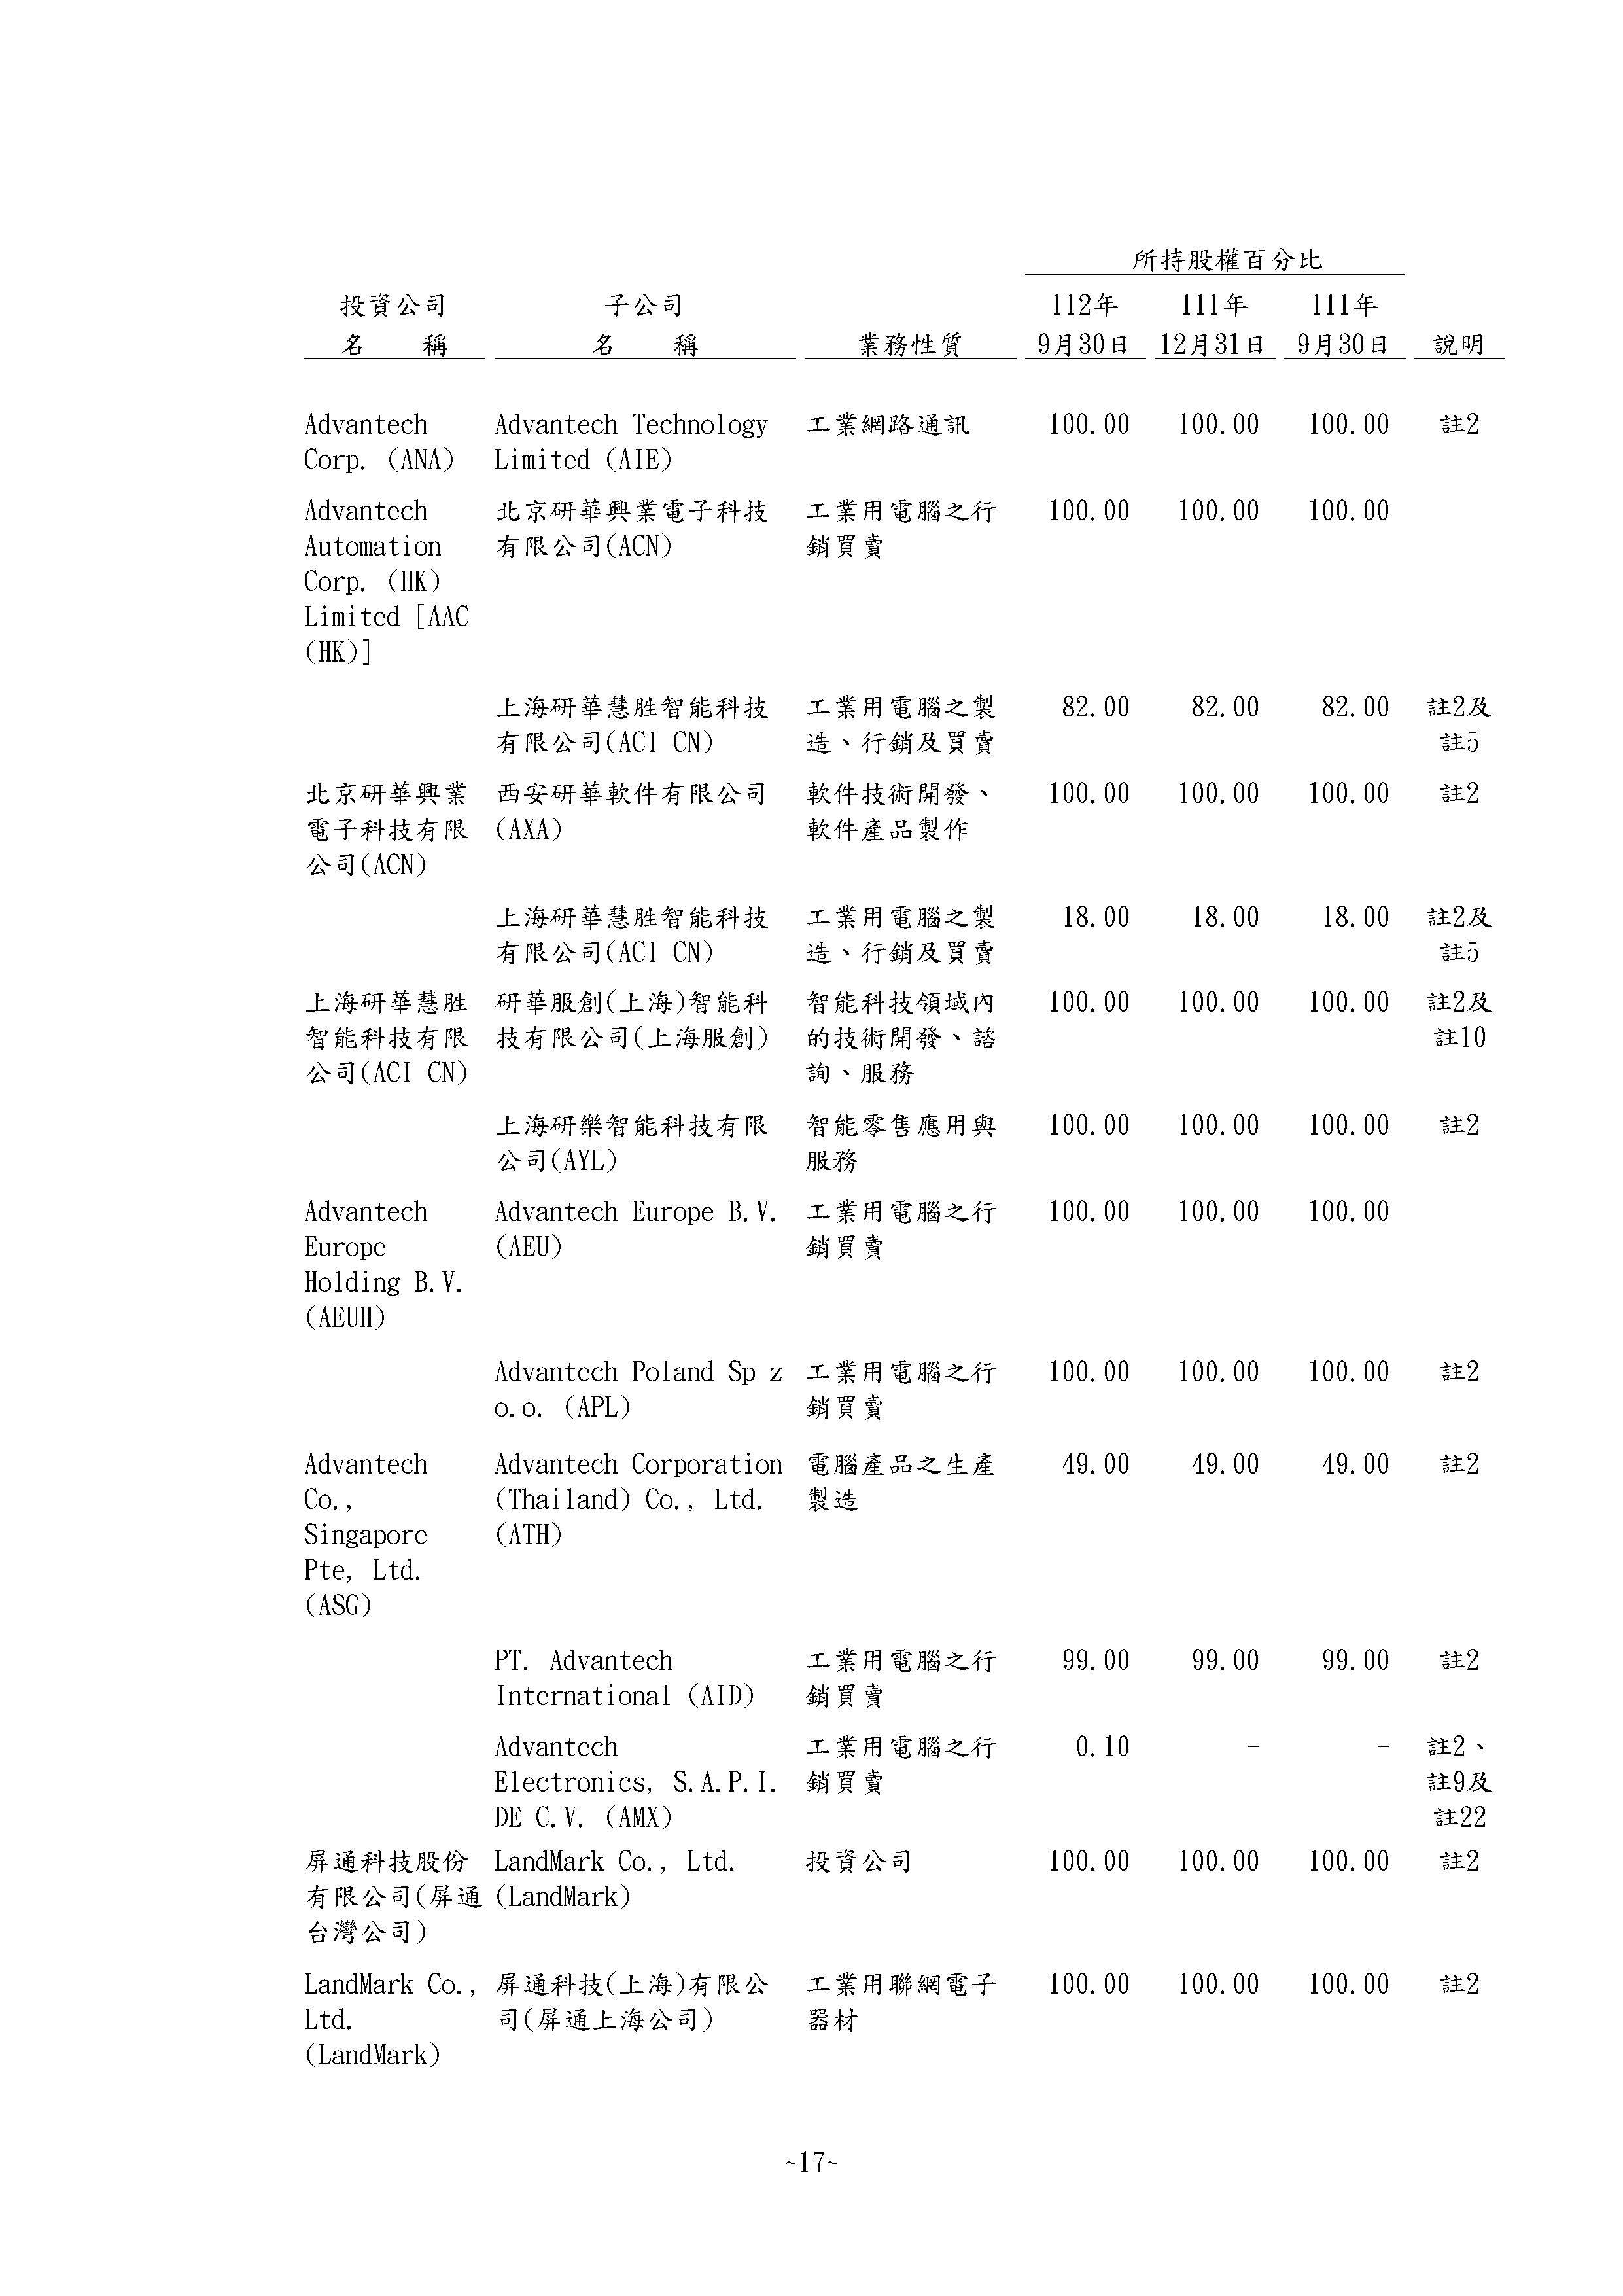 所持股權百分比
投資公司 子公司 112年 111年 111年
名 稱 名 稱 業務性質 9月30日 12月31日 9月30日 說明
Advantech Advantech Technology 工業網路通訊 100.00 100.00 100.00 註2
Corp. (ANA) Limited (AIE)
Advantech 北京研華興業電子科技 工業用電腦之行 100.00 100.00 100.00
Automation 有限公司(ACN) 銷買賣
Corp. (HK)
Limited [AAC
(HK)]
上海研華慧胜智能科技 工業用電腦之製 82.00 82.00 82.00 註2及
有限公司(ACI CN) 造、行銷及買賣 註5
北京研華興業 西安研華軟件有限公司 軟件技術開發、 100.00 100.00 100.00 註2
電子科技有限 (AXA) 軟件產品製作
公司(ACN)
上海研華慧胜智能科技 工業用電腦之製 18.00 18.00 18.00 註2及
有限公司(ACI CN) 造、行銷及買賣 註5
上海研華慧胜 研華服創(上海)智能科 智能科技領域內 100.00 100.00 100.00 註2及
智能科技有限 技有限公司(上海服創) 的技術開發、諮 註10
公司(ACI CN) 詢、服務
上海研樂智能科技有限 智能零售應用與 100.00 100.00 100.00 註2
公司(AYL) 服務
Advantech Advantech Europe B.V. 工業用電腦之行 100.00 100.00 100.00
Europe (AEU) 銷買賣
Holding B.V.
(AEUH)
Advantech Poland Sp z 工業用電腦之行 100.00 100.00 100.00 註2
o.o. (APL) 銷買賣
Advantech Advantech Corporation 電腦產品之生產 49.00 49.00 49.00 註2
Co., (Thailand) Co., Ltd. 製造
Singapore (ATH)
Pte, Ltd.
(ASG)
PT. Advantech 工業用電腦之行 99.00 99.00 99.00 註2
International (AID) 銷買賣
Advantech 工業用電腦之行 0.10 - - 註2、
Electronics, S.A.P.I. 銷買賣 註9及
DE C.V. (AMX) 註22
屏通科技股份 LandMark Co., Ltd. 投資公司 100.00 100.00 100.00 註2
有限公司(屏通 (LandMark)
台灣公司)
LandMark Co., 屏通科技(上海)有限公 工業用聯網電子 100.00 100.00 100.00 註2
Ltd. 司(屏通上海公司) 器材
(LandMark)
~17~